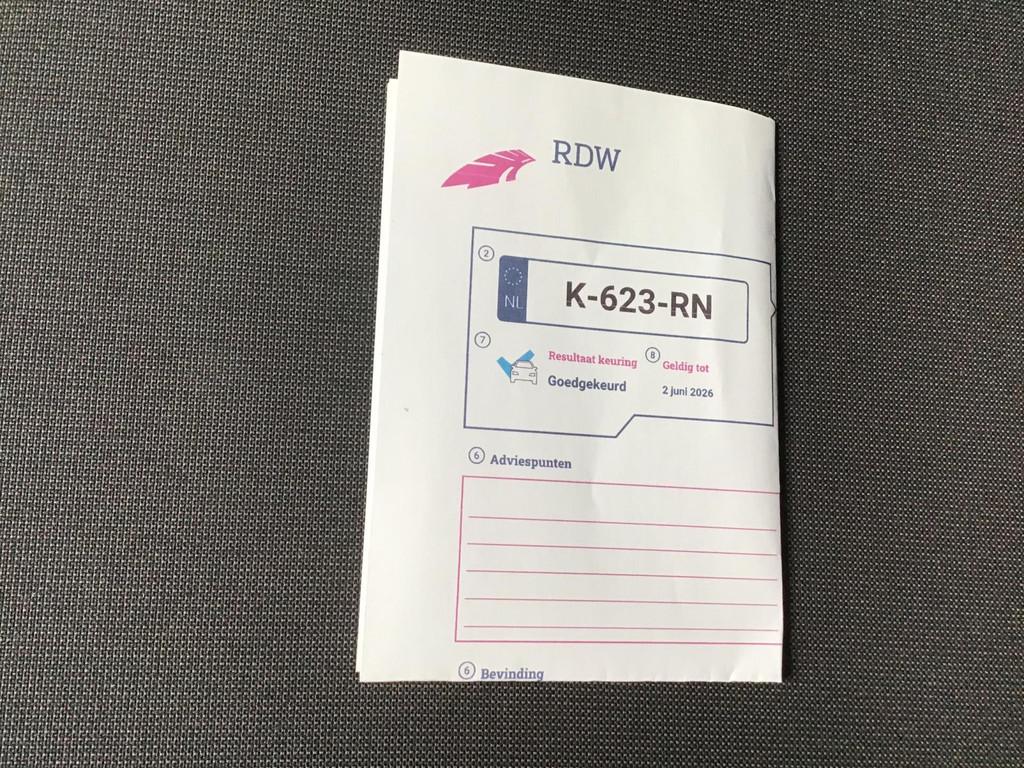 RDW
2
NL
K-623-RN
7
Resultaat keuring
8
Geldig tot
Goedgekeurd
2 juni 2026
6 Adviespunten
6 Bevinding